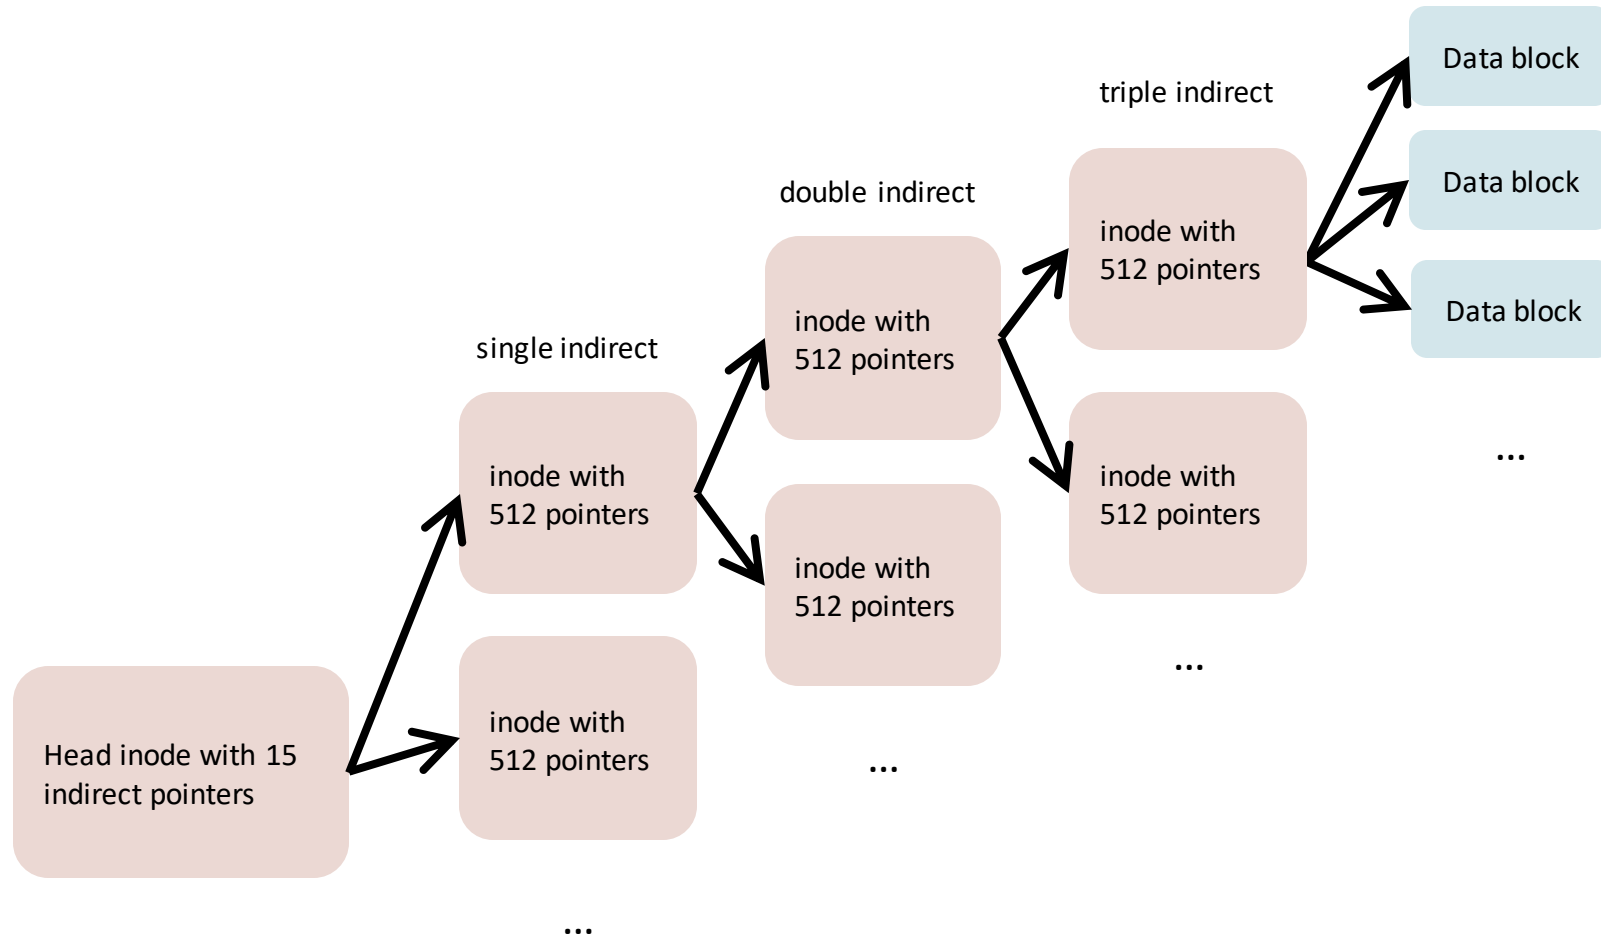 Data block
triple indirect
Data block
double indirect
inode with
512 pointers
Data block
inode with
512 pointers
single indirect
inode with
512 pointers
inode with
512 pointers
...
inode with
512 pointers
...
inode with
512 pointers
Head inode with 15
indirect pointers
...
...